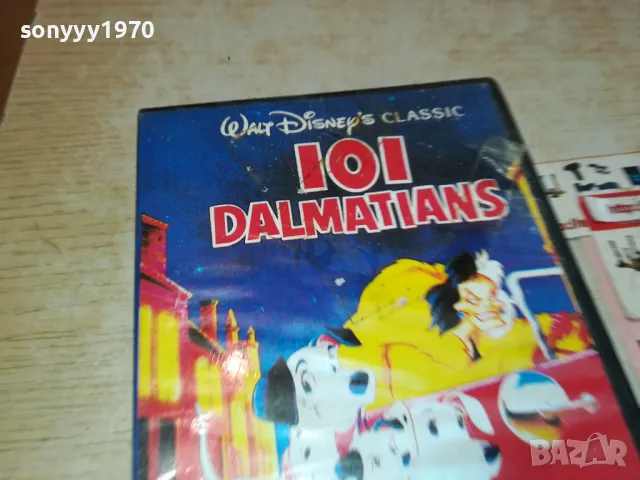 sonyyy1970
WALT DISNEY'S CLASSIC
101
DALMATIANS
BAZAR